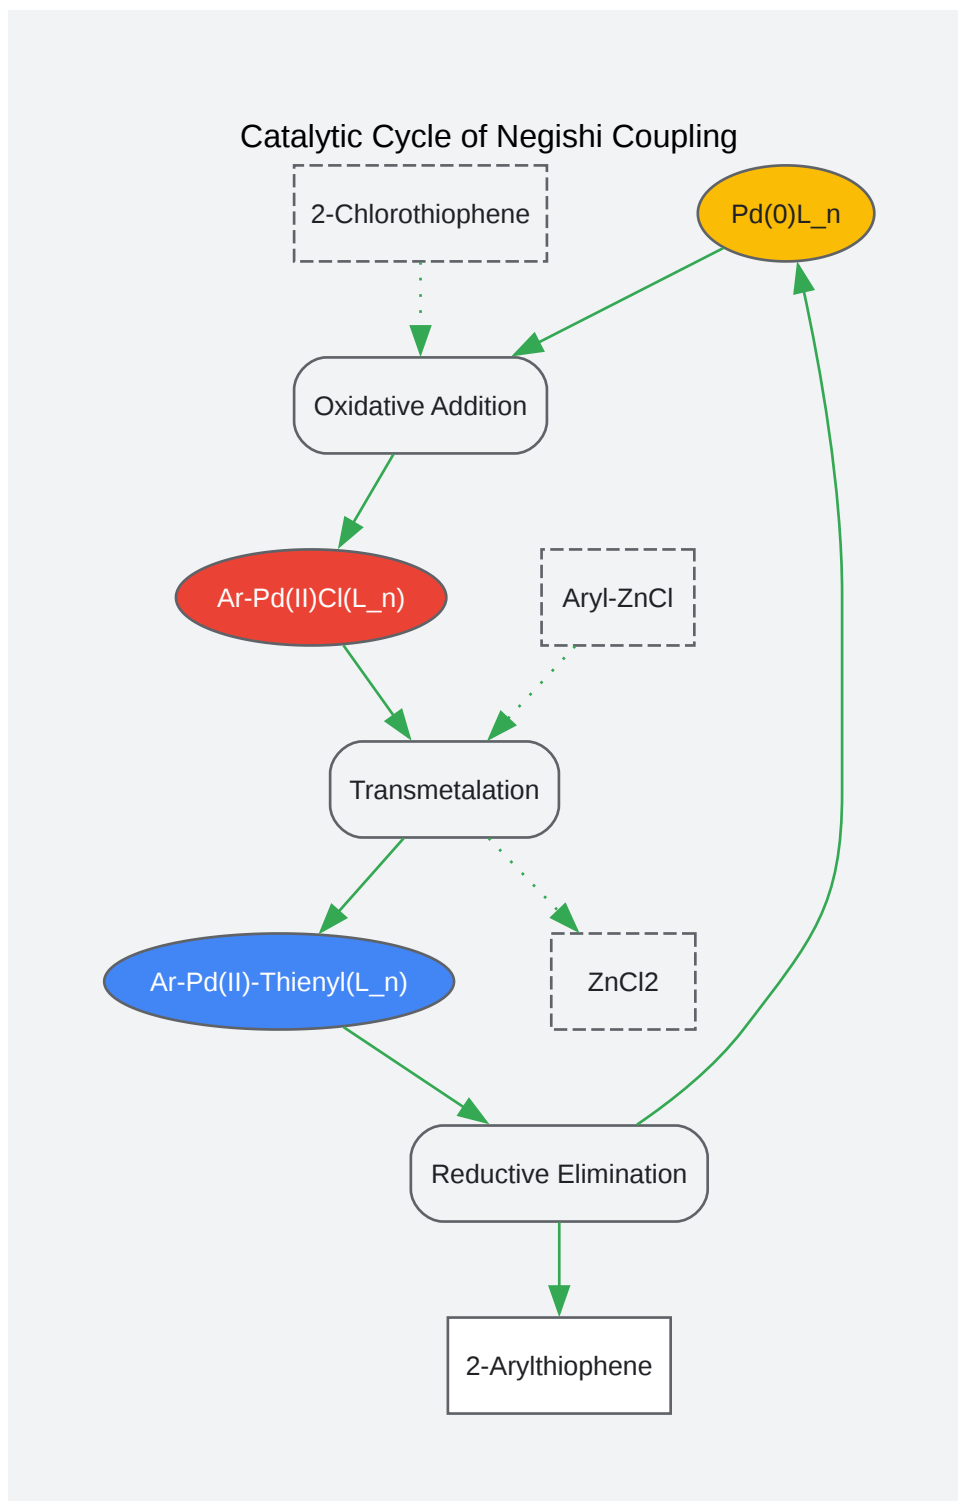 Catalytic Cycle of Negishi Coupling
2-Chlorothiophene
Pd(0)L_n
Oxidative Addition
Ar-Pd(II)Cl(L_n)
Aryl-ZnCl
Transmetalation
Ar-Pd(II)-Thienyl(L_n)
ZnCl2
Reductive Elimination
2-Arylthiophene